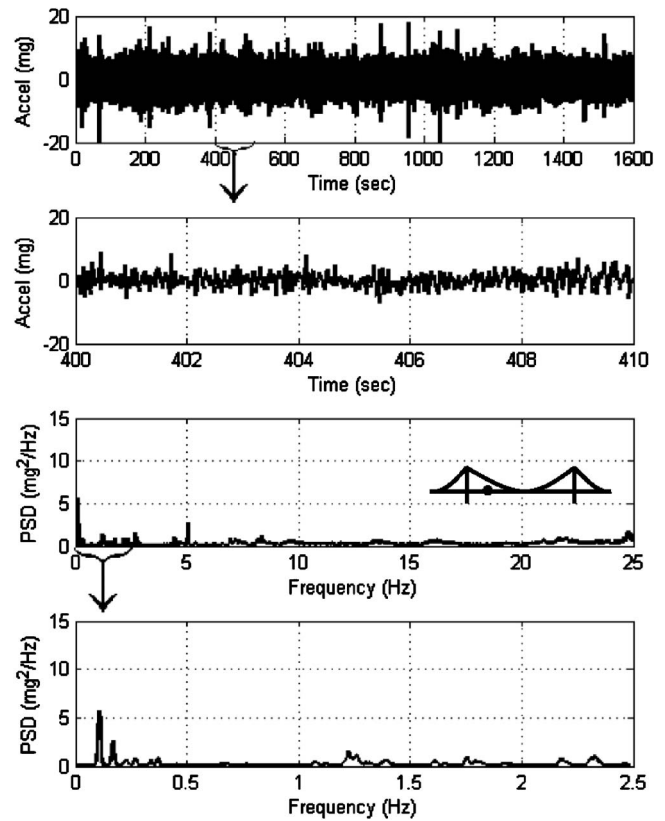 20
0
-20
Accel (mg)
0 200 400 600 800 1000 1200 1400 1600
Time (sec)
20
0
-20
Accel (mg)
400 402 404 406 408 410
Time (sec)
15
10
5
0
PSD (mg²/Hz)
0 5 10 15 20 25
Frequency (Hz)
15
10
5
0
PSD (mg²/Hz)
0 0.5 1 1.5 2 2.5
Frequency (Hz)